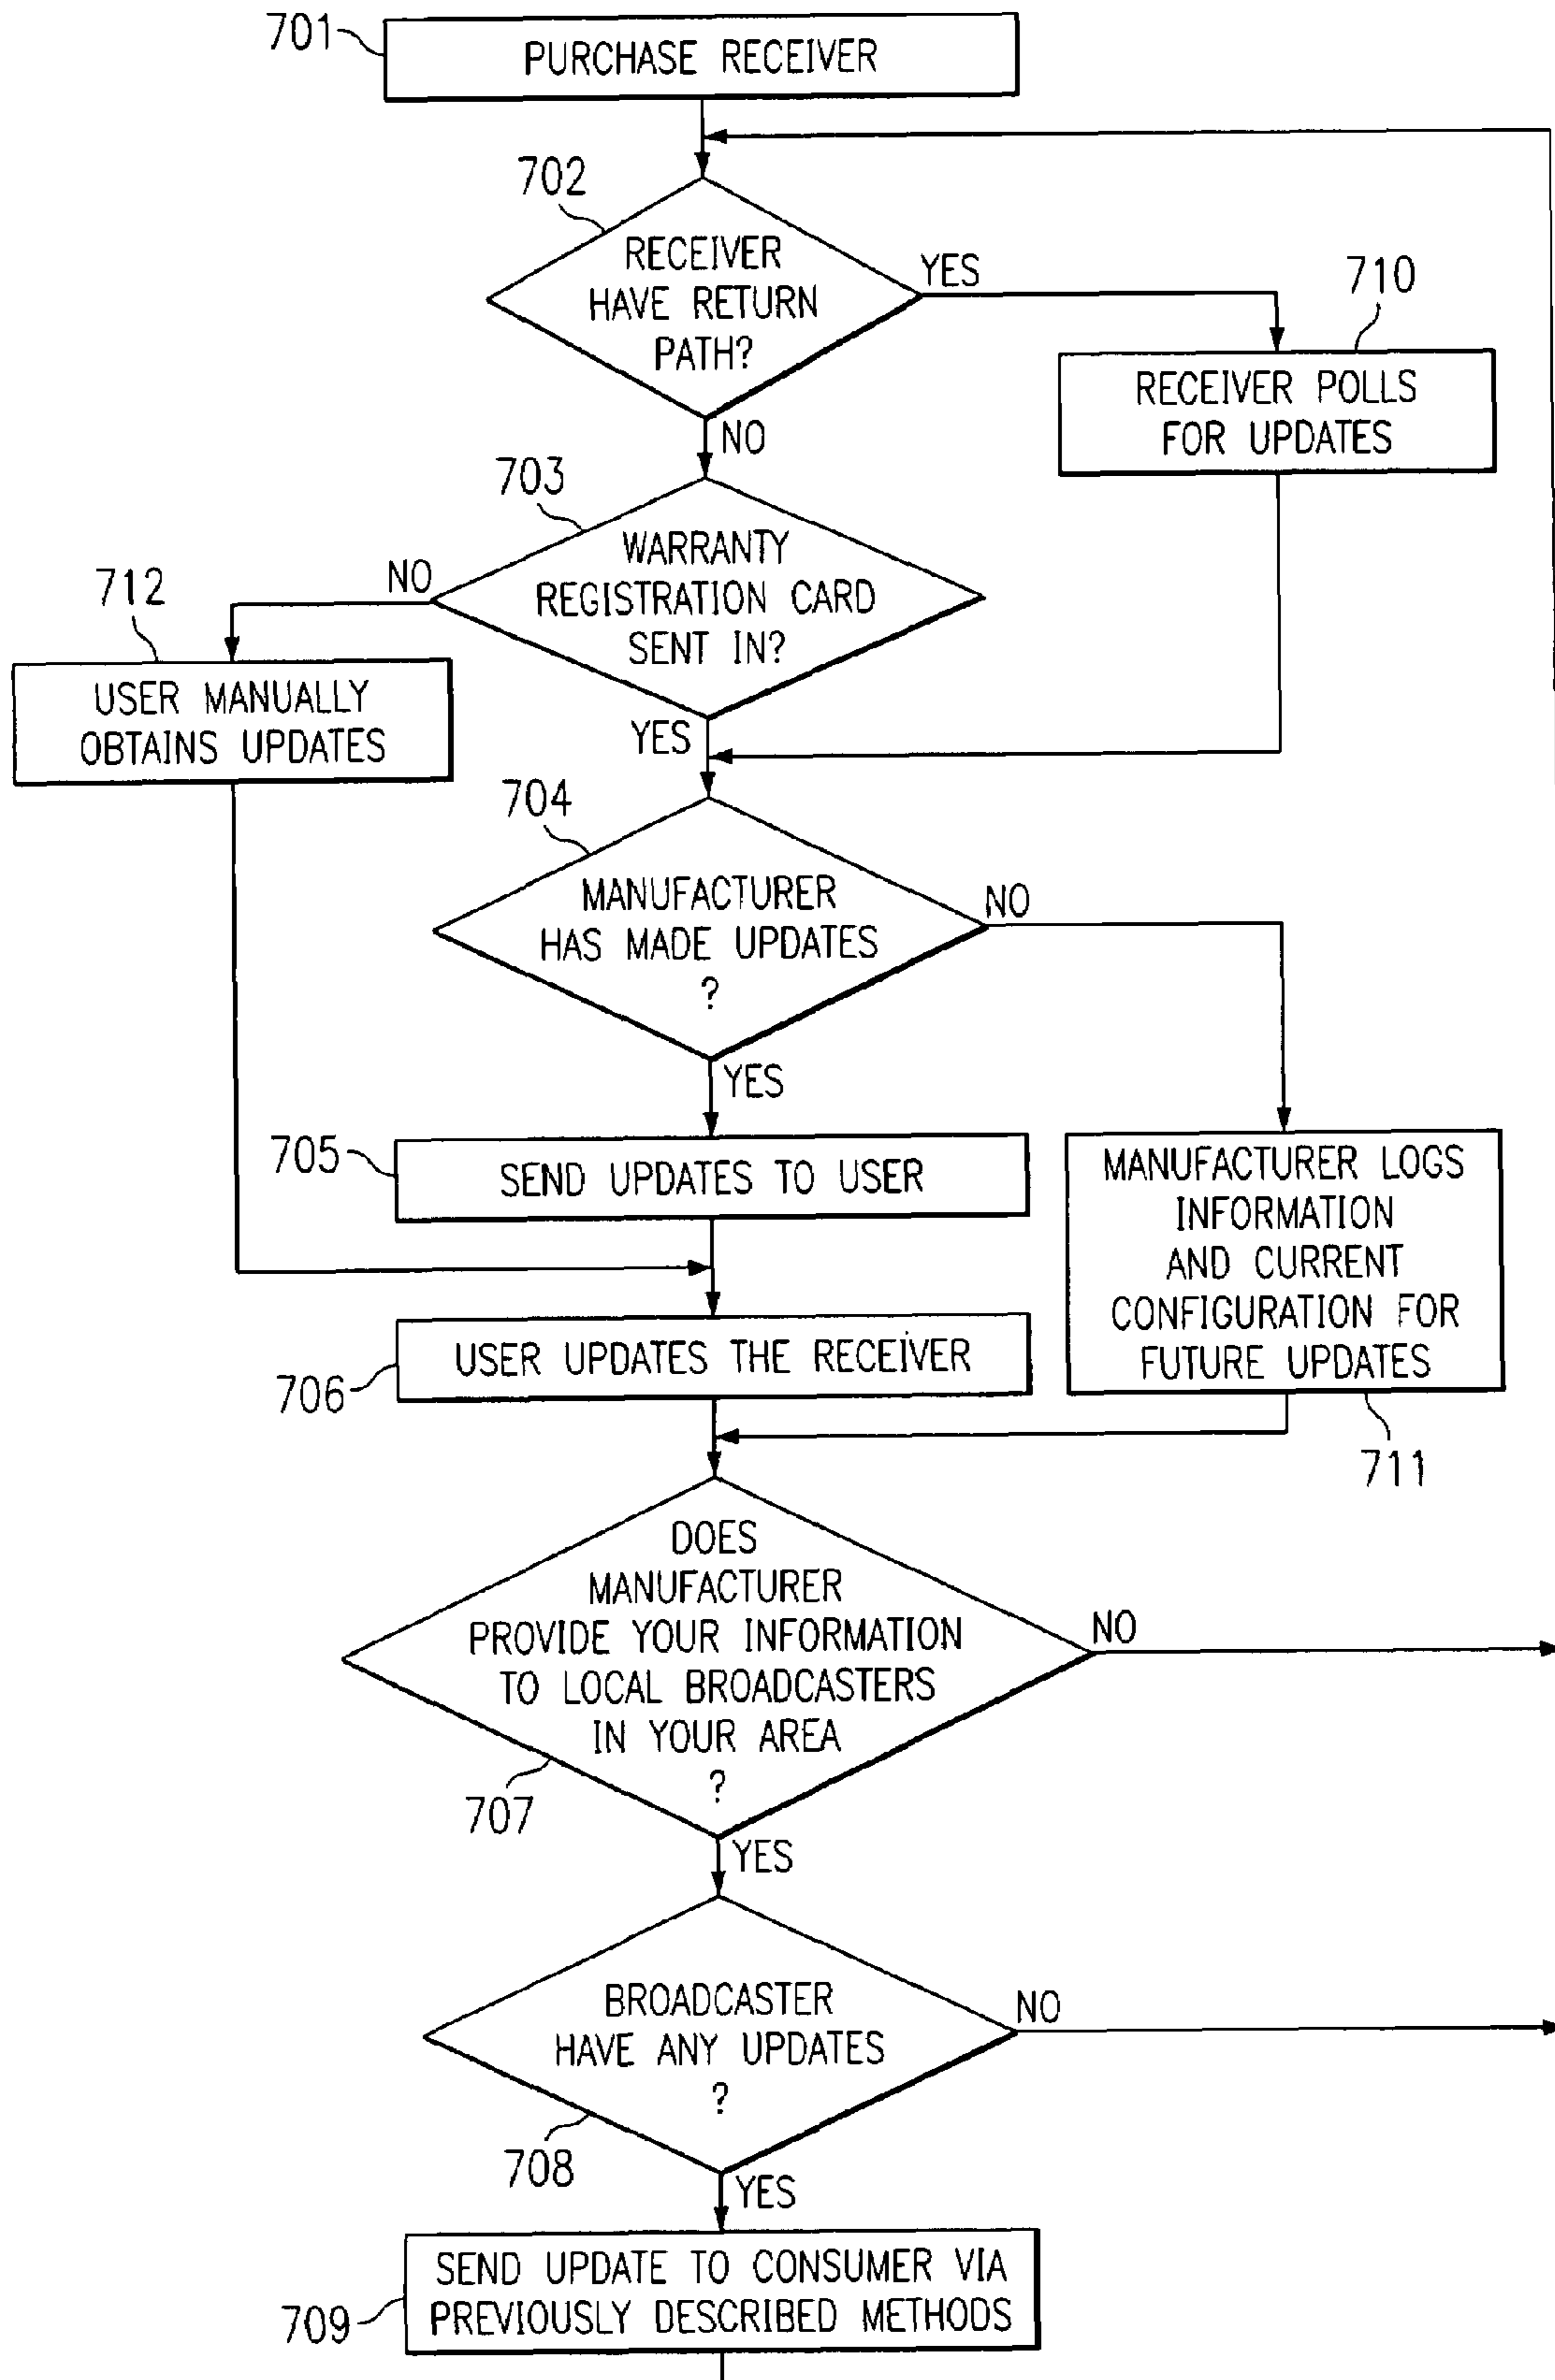 701
PURCHASE RECEIVER
702
RECEIVER
HAVE RETURN
PATH?
YES
NO
710
RECEIVER POLLS
FOR UPDATES
703
WARRANTY
REGISTRATION CARD
SENT IN?
NO
YES
712
USER MANUALLY
OBTAINS UPDATES
704
MANUFACTURER
HAS MADE UPDATES
?
NO
YES
705
SEND UPDATES TO USER
MANUFACTURER LOGS
INFORMATION
AND CURRENT
CONFIGURATION FOR
FUTURE UPDATES
711
706
USER UPDATES THE RECEIVER
DOES
MANUFACTURER
PROVIDE YOUR INFORMATION
TO LOCAL BROADCASTERS
IN YOUR AREA
?
NO
707
YES
BROADCASTER
HAVE ANY UPDATES
?
NO
708
YES
SEND UPDATE TO CONSUMER VIA
PREVIOUSLY DESCRIBED METHODS
709